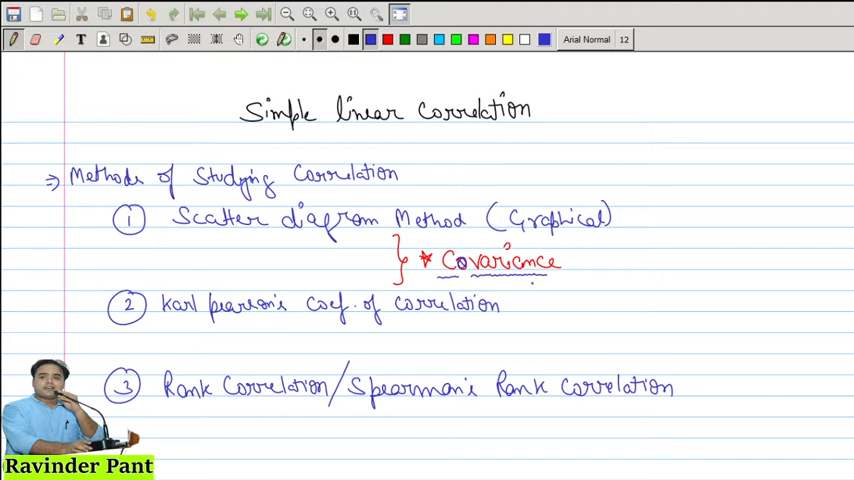 Arial Normal 12
Simple linear correlation
⇒ Methods of Studying Correlation
① Scatter diagram Method (Graphical)
} ★ Covariance
② Karl pearson's coef. of correlation
③ Rank Correlation/Spearman's Rank correlation
Ravinder Pant